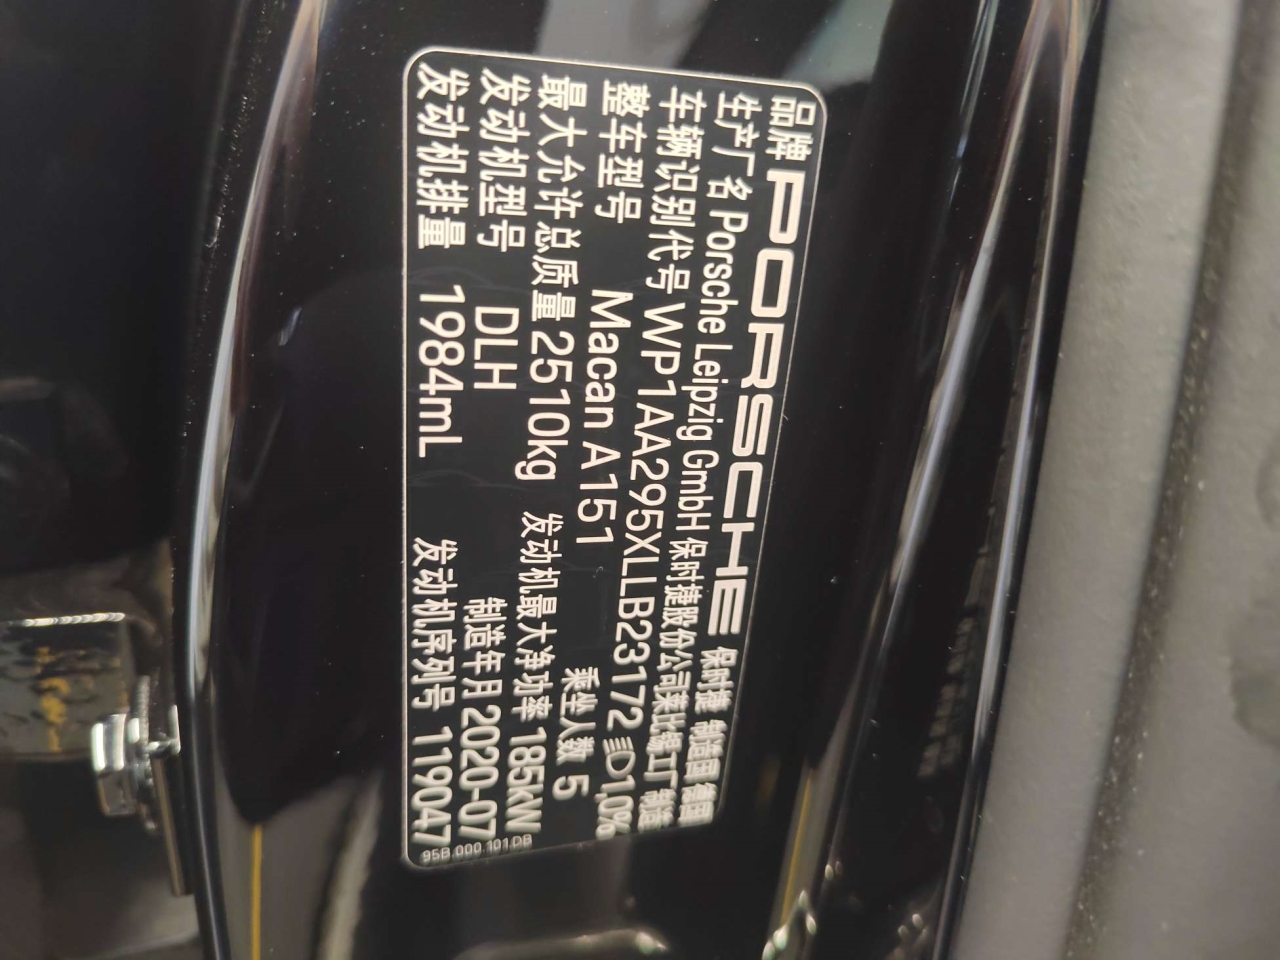 品牌 PORSCHE 保时捷 制造国 德国
生产厂名 Porsche Leipzig GmbH 保时捷股份公司莱比锡工厂 制造
车辆识别代号 WP1AA295XLLB23172 1,0%
整车型号 Macan A151 乘坐人数 5
最大允许总质量 2510kg 发动机最大净功率 185kW
发动机型号 DLH 制造年月 2020-07
发动机排量 1984mL 发动机序列号 119047
95B.000.101.DB